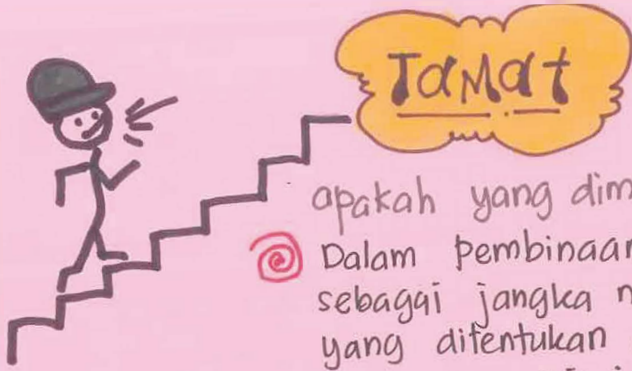 Tamat
apakah yang dim
Dalam pembinaan
sebagai jangka
yang ditentukan